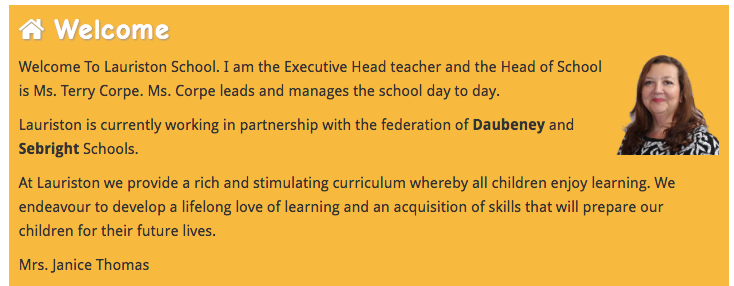 Welcome
Welcome To Lauriston School. I am the Executive Head teacher and the Head of School
is Ms. Terry Corpe. Ms. Corpe leads and manages the school day to day.
Lauriston is currently working in partnership with the federation of Daubeney and
Sebright Schools.
At Lauriston we provide a rich and stimulating curriculum whereby all children enjoy learning. We
endeavour to develop a lifelong love of learning and an acquisition of skills that will prepare our
children for their future lives.
Mrs. Janice Thomas